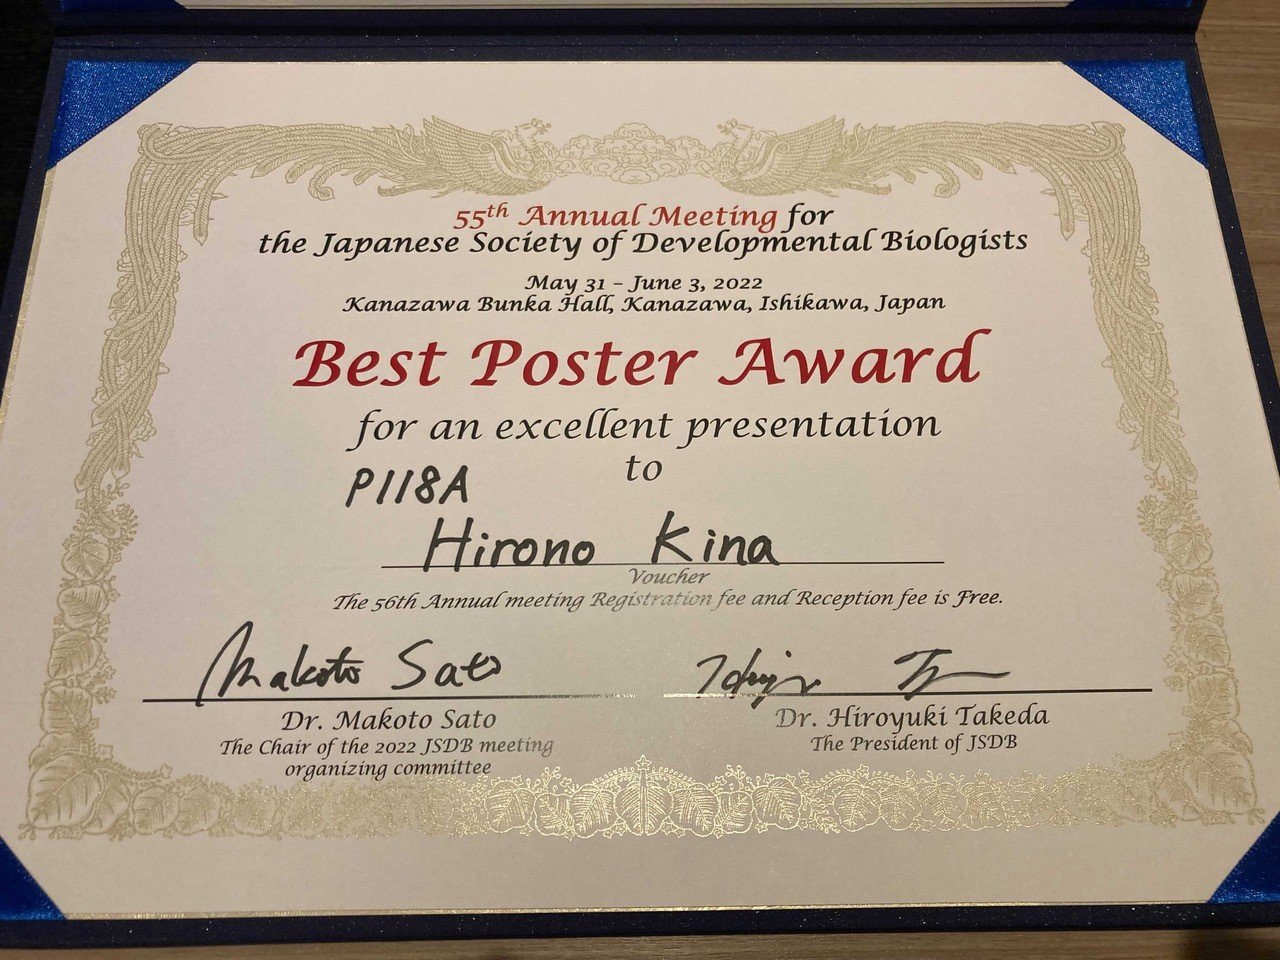 55th Annual Meeting for
the Japanese Society of Developmental Biologists
May 31 – June 3, 2022
Kanazawa Bunka Hall, Kanazawa, Ishikawa, Japan
Best Poster Award
for an excellent presentation
to
P118A
Hirono Kina
Voucher
The 56th Annual meeting Registration fee and Reception fee is Free.
Makoto Sato
Dr. Makoto Sato
The Chair of the 2022 JSDB meeting
organizing committee
Dr. Hiroyuki Takeda
The President of JSDB